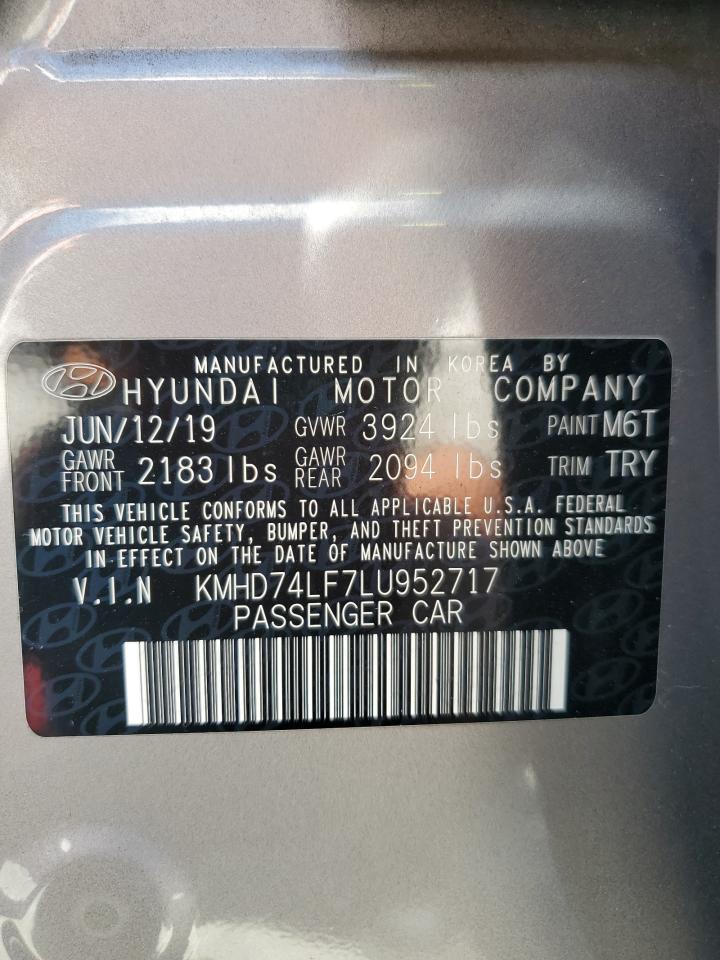 MANUFACTURED IN KOREA BY
HYUNDAI MOTOR COMPANY
JUN/12/19 GVWR 3924 lbs PAINT M6T
GAWR FRONT 2183 lbs GAWR REAR 2094 lbs TRIM TRY
THIS VEHICLE CONFORMS TO ALL APPLICABLE U.S.A. FEDERAL
MOTOR VEHICLE SAFETY, BUMPER, AND THEFT PREVENTION STANDARDS
IN EFFECT ON THE DATE OF MANUFACTURE SHOWN ABOVE
V.I.N KMHD74LF7LU952717
PASSENGER CAR